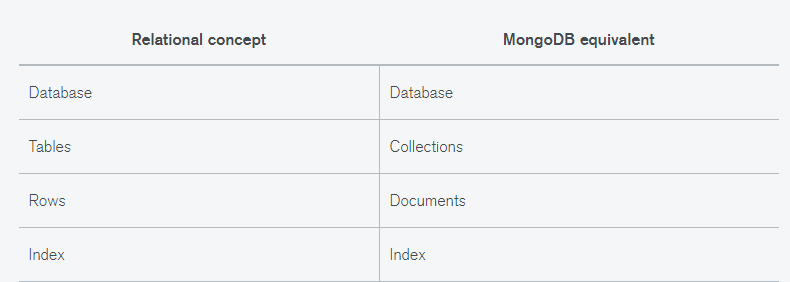 Relational concept MongoDB equivalent
Database Database
Tables Collections
Rows Documents
Index Index